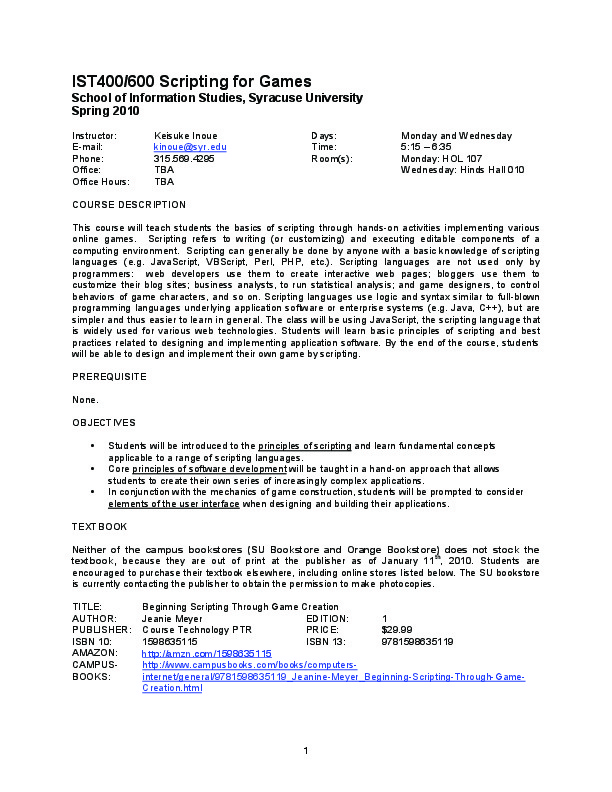 IST400/600 Scripting for Games
School of Information Studies, Syracuse University
Spring 2010
Instructor: Keisuke Inoue Days: Monday and Wednesday
E-mail: kinoue@syr.edu Time: 5:15 – 6:35
Phone: 315.569.4295 Room(s): Monday: HOL 107
Office: TBA Wednesday: Hinds Hall 010
Office Hours: TBA
COURSE DESCRIPTION
This course will teach students the basics of scripting through hands-on activities implementing various
online games. Scripting refers to writing (or customizing) and executing editable components of a
computing environment. Scripting can generally be done by anyone with a basic knowledge of scripting
languages (e.g. JavaScript, VBScript, Perl, PHP, etc.). Scripting languages are not used only by
programmers: web developers use them to create interactive web pages; bloggers use them to
customize their blog sites; business analysts, to run statistical analysis; and game designers, to control
behaviors of game characters, and so on. Scripting languages use logic and syntax similar to full-blown
programming languages underlying application software or enterprise systems (e.g. Java, C++), but are
simpler and thus easier to learn in general. The class will be using JavaScript, the scripting language that
is widely used for various web technologies. Students will learn basic principles of scripting and best
practices related to designing and implementing application software. By the end of the course, students
will be able to design and implement their own game by scripting.
PREREQUISITE
None.
OBJECTIVES
• Students will be introduced to the principles of scripting and learn fundamental concepts
applicable to a range of scripting languages.
• Core principles of software development will be taught in a hand-on approach that allows
students to create their own series of increasingly complex applications.
• In conjunction with the mechanics of game construction, students will be prompted to consider
elements of the user interface when designing and building their applications.
TEXTBOOK
Neither of the campus bookstores (SU Bookstore and Orange Bookstore) does not stock the
textbook, because they are out of print at the publisher as of January 11th, 2010. Students are
encouraged to purchase their textbook elsewhere, including online stores listed below. The SU bookstore
is currently contacting the publisher to obtain the permission to make photocopies.
TITLE: Beginning Scripting Through Game Creation
AUTHOR: Jeanie Meyer EDITION: 1
PUBLISHER: Course Technology PTR PRICE: $29.99
ISBN 10: 1598635115 ISBN 13: 9781598635119
AMAZON: http://amzn.com/1598635115
CAMPUS- http://www.campusbooks.com/books/computers-
BOOKS: internet/general/9781598635119_Jeanine-Meyer_Beginning-Scripting-Through-Game-
Creation.html
1